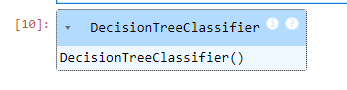 [10]:
▾ DecisionTreeClassifier i ?
DecisionTreeClassifier()